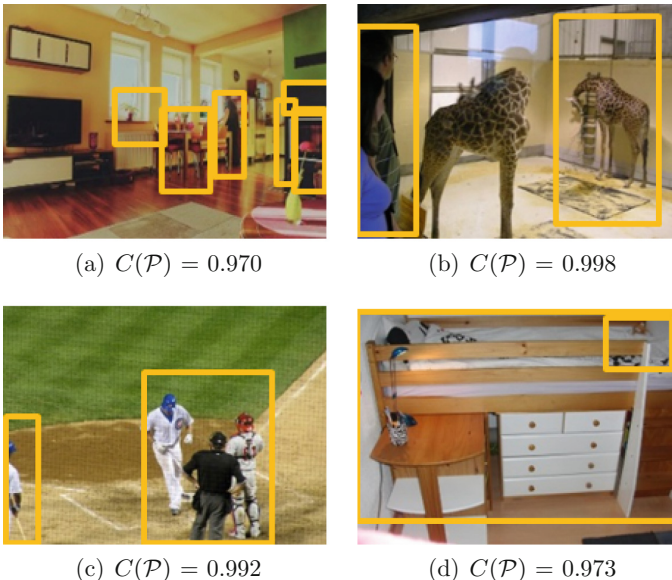 (a) C(P) = 0.970
(b) C(P) = 0.998
(c) C(P) = 0.992
(d) C(P) = 0.973